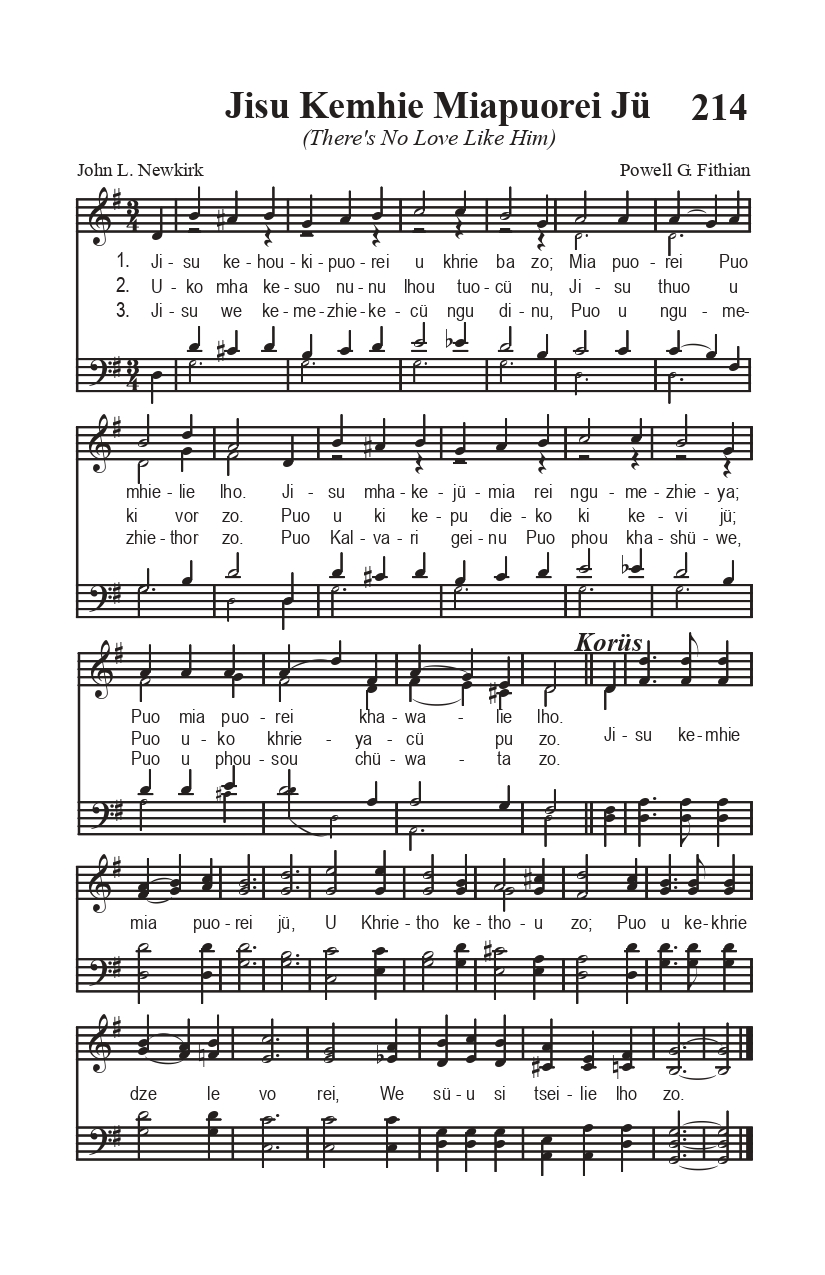 Jisu Kemhie Miapuorei Jü 214
(There's No Love Like Him)
John L. Newkirk Powell G. Fithian
1. Ji - su ke - hou - ki - puo - rei u khrie ba zo; Mia puo - rei Puo
2. U - ko mha ke - suo nu - nu lhou tuo - cü nu, Ji - su thuo u
3. Ji - su we ke - me - zhie - ke - cü ngu di - nu, Puo u ngu - me-
mhie - lie lho. Ji - su mha - ke - jü - mia rei ngu - me - zhie - ya;
ki vor zo. Puo u ki ke - pu die - ko ki ke - vi jü;
zhie - thor zo. Puo Kal - va - ri gei - nu Puo phou kha - shü - we,
Korüs
Puo mia puo - rei kha - wa - lie lho.
Puo u - ko khrie - ya - cü pu zo.
Puo u phou - sou chü - wa - ta zo.
Ji - su ke - mhie
mia puo - rei jü, U Khrie - tho ke - tho - u zo; Puo u ke - khrie
dze le vo rei, We sü - u si tsei - lie lho zo.